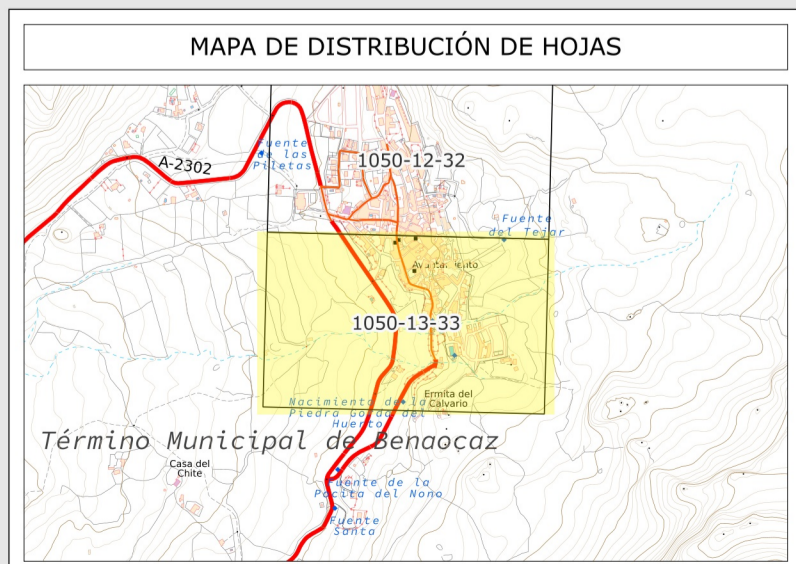 MAPA DE DISTRIBUCIÓN DE HOJAS
A-2302
Fuente
de las
Piletas
1050-12-32
Fuente
del Tejar
Ayuntamiento
1050-13-33
Ermita del
Calvario
Nacimiento de la
Piedra Gorda del
Huerto
Término Municipal de Benaocaz
Casa del
Chite
Fuente de la
Pocita del Nono
Fuente
Santa